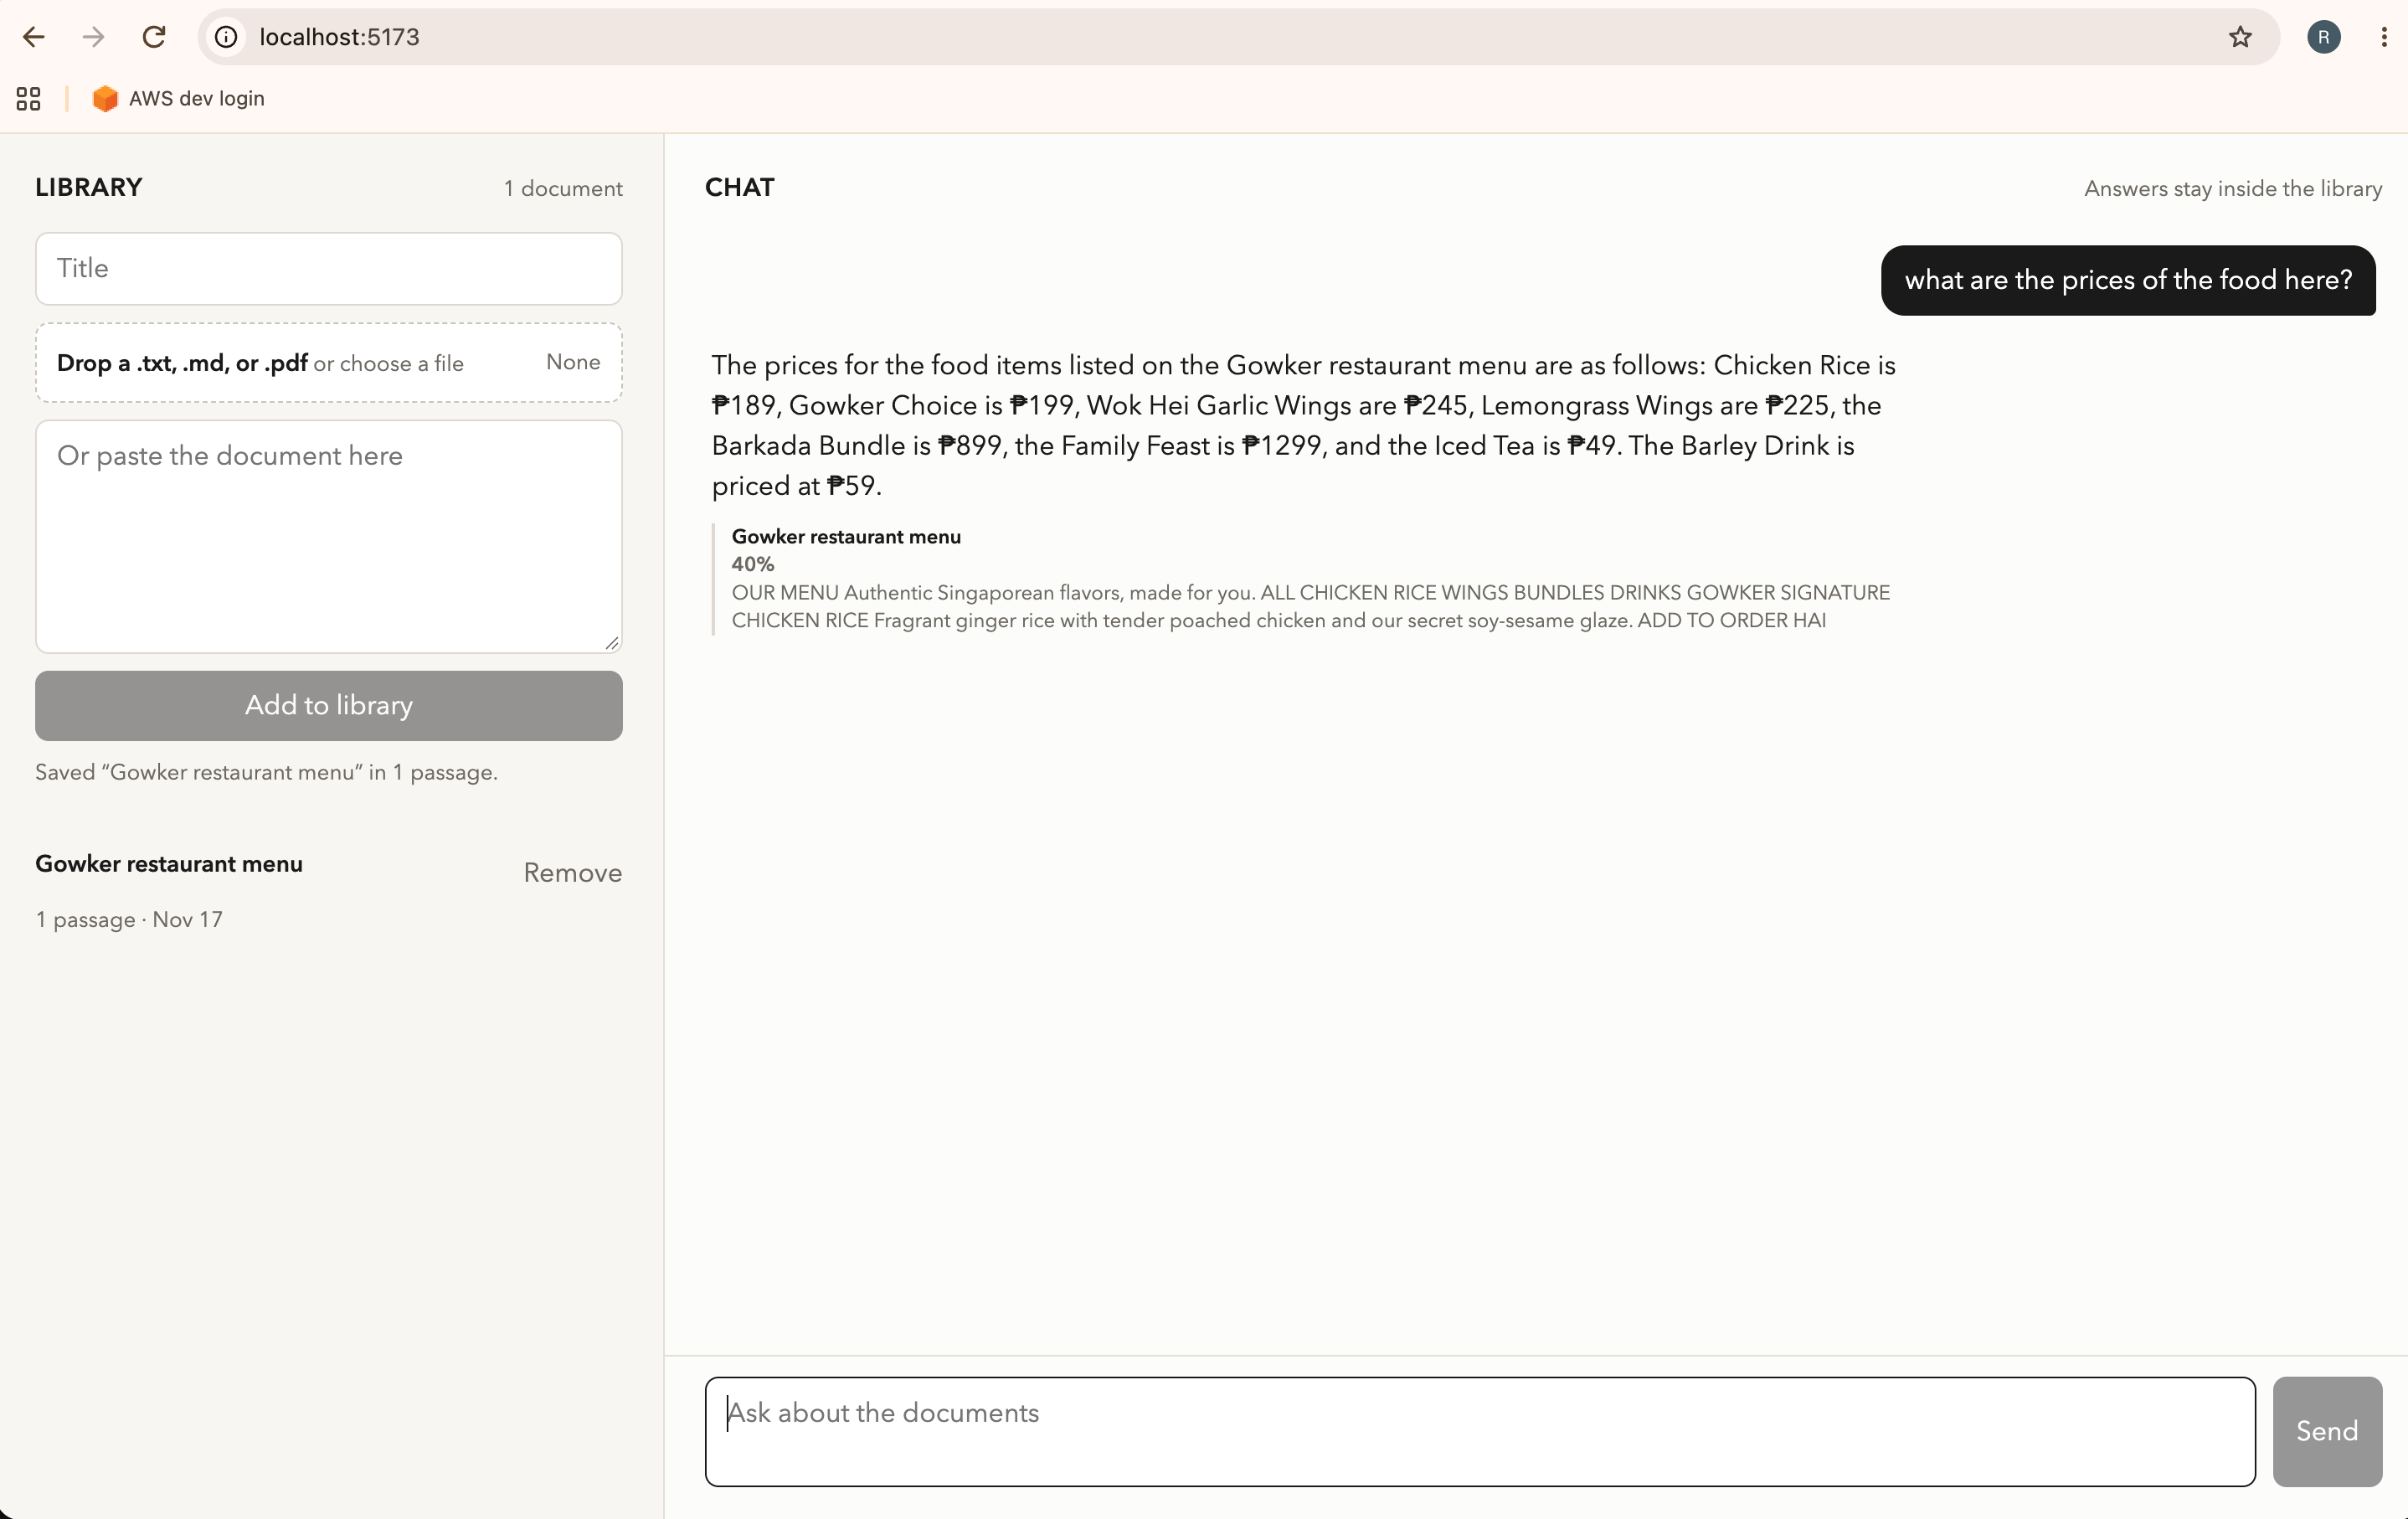 localhost:5173
R
AWS dev login
LIBRARY
1 document
Title
Drop a .txt, .md, or .pdf or choose a file
None
Or paste the document here
Add to library
Saved “Gowker restaurant menu” in 1 passage.
Gowker restaurant menu
Remove
1 passage · Nov 17
CHAT
Answers stay inside the library
what are the prices of the food here?
The prices for the food items listed on the Gowker restaurant menu are as follows: Chicken Rice is
₱189, Gowker Choice is ₱199, Wok Hei Garlic Wings are ₱245, Lemongrass Wings are ₱225, the
Barkada Bundle is ₱899, the Family Feast is ₱1299, and the Iced Tea is ₱49. The Barley Drink is
priced at ₱59.
Gowker restaurant menu
40%
OUR MENU Authentic Singaporean flavors, made for you. ALL CHICKEN RICE WINGS BUNDLES DRINKS GOWKER SIGNATURE
CHICKEN RICE Fragrant ginger rice with tender poached chicken and our secret soy-sesame glaze. ADD TO ORDER HAI
Ask about the documents
Send